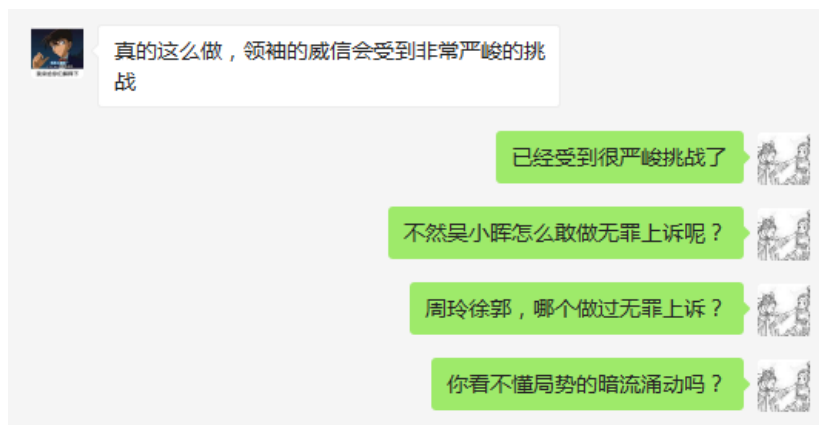 真的这么做，领袖的威信会受到非常严峻的挑
战
已经受到很严峻挑战了
不然吴小晖怎么敢做无罪上诉呢？
周玲徐郭，哪个做过无罪上诉？
你看不懂局势的暗流涌动吗？